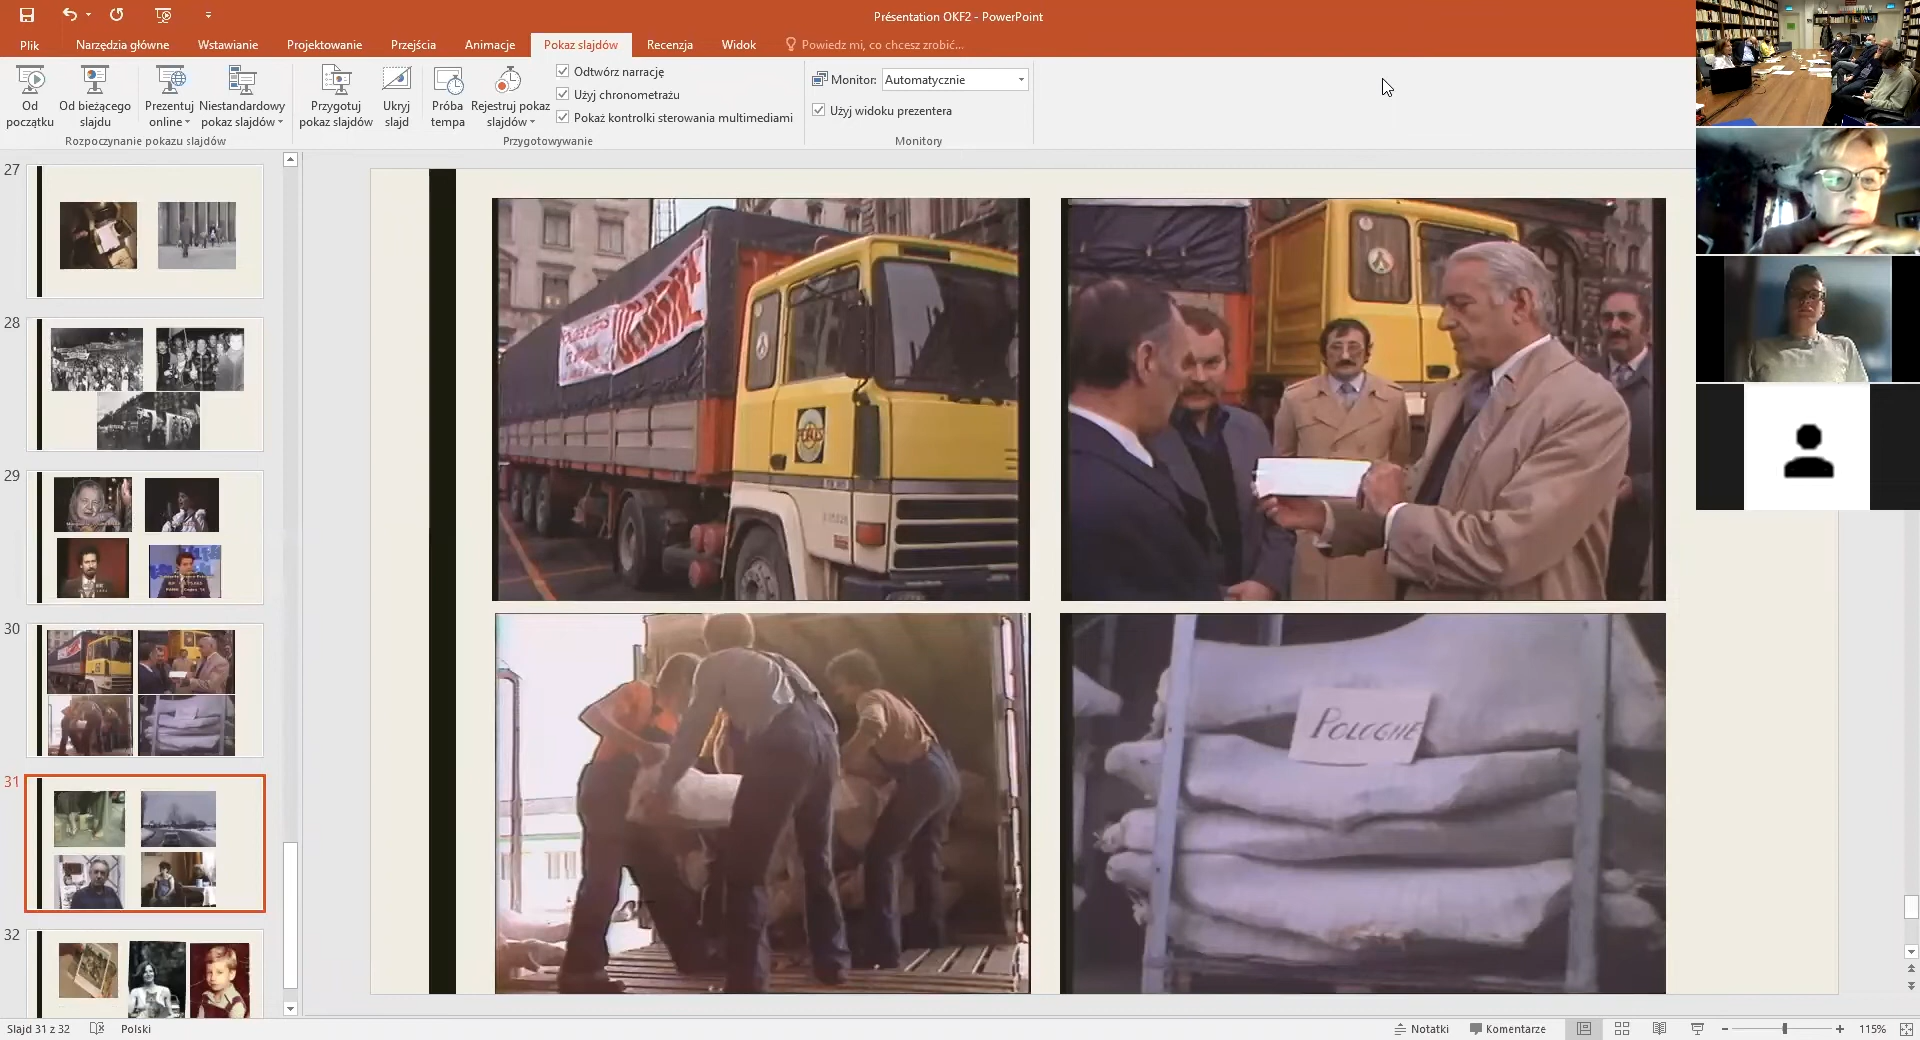 Présentation OKF2 - PowerPoint
Plik
Narzędzia główne
Wstawianie
Projektowanie
Przejścia
Animacje
Pokaz slajdów
Recenzja
Widok
Powiedz mi, co chcesz zrobić...
Od początku
Od bieżącego slajdu
Prezentuj online
Niestandardowy pokaz slajdów
Rozpoczynanie pokazu slajdów
Przygotuj pokaz slajdów
Ukryj slajd
Próba tempa
Rejestruj pokaz slajdów
Odtwórz narrację
Użyj chronometrażu
Pokaż kontrolki sterowania multimediami
Przygotowywanie
Monitor:
Automatycznie
Użyj widoku prezentera
Monitory
27
28
29
30
31
32
POLOGNE
Slajd 31 z 32
Polski
Notatki
Komentarze
115%